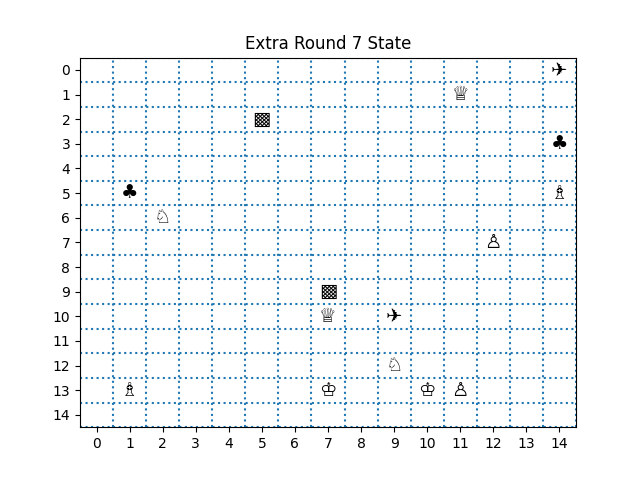 Extra Round 7 State
0 ✈
1 ♕
2 ▩
3 ♣
4
5 ♣ ♗
6 ♘
7 ♙
8
9 ▩
10 ♕ ✈
11
12 ♘
13 ♗ ♔ ♔ ♙
14
0 1 2 3 4 5 6 7 8 9 10 11 12 13 14